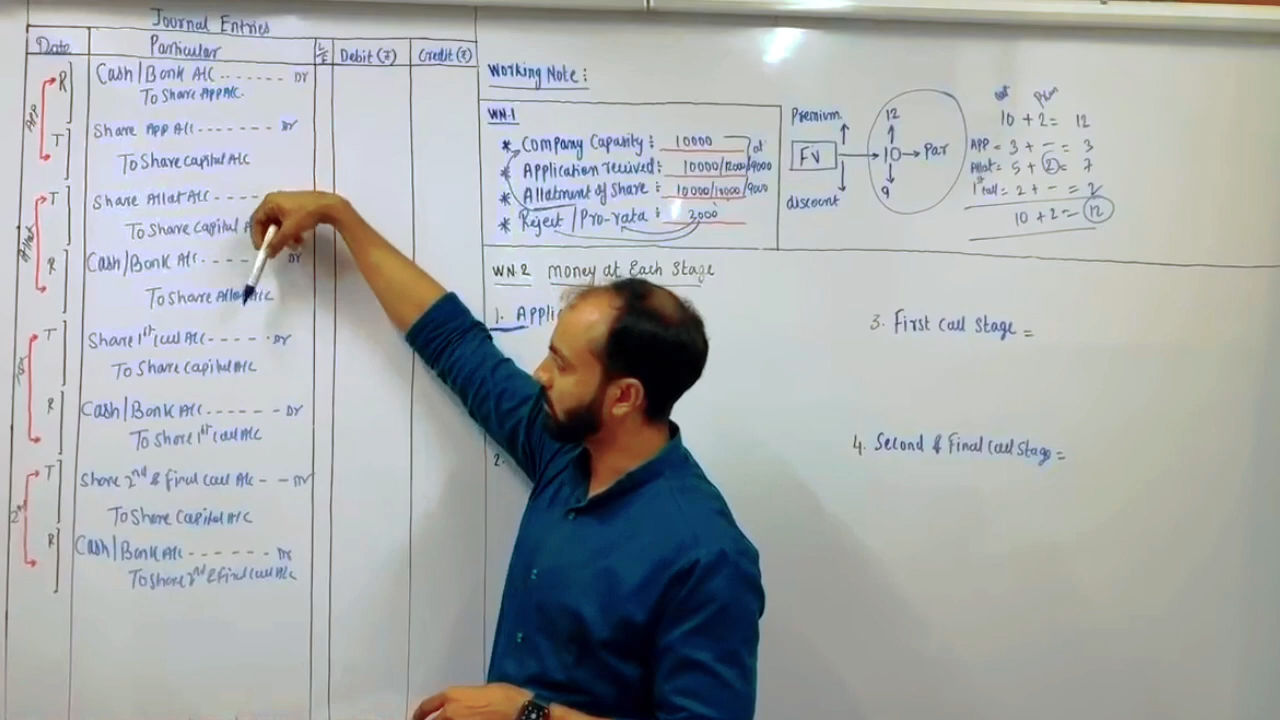 Journal Entries
Date Particular L/F Debit (₹) Credit (₹)
APP
R Cash/Bank A/C ------- Dr
To Share App A/C.
T Share App A/C ------- Dr
To Share capital A/C
Allot
T Share Allot A/C ----
To Share Capital A
R Cash/Bank A/C ---- Dr
To Share Allot A/C
T Share 1st call A/C ----- Dr
To Share Capital A/C
R Cash/Bank A/C ------ Dr
To Share 1st call A/C
2nd
T Share 2nd & final call A/c - - Dr
To Share Capital A/C
R Cash/Bank A/c ------ Dr
To Share 2nd & final call A/c
Working Note :
WN.1
* Company Capacity : 10000
* Application received : 10000/12000/9000
* Allatment of Share : 10000/10000/9000
* Reject / Pro-rata : 2000
Premium
FV
discount
12
10 → Par
9
10 + 2 = 12
APP = 3 + - = 3
Allot = 5 + 2 = 7
1st call = 2 + - = 2
10 + 2 = 12
WN.2 money at Each Stage
1. Appli
2.
3. First call Stage =
4. Second & Final Call Stage =